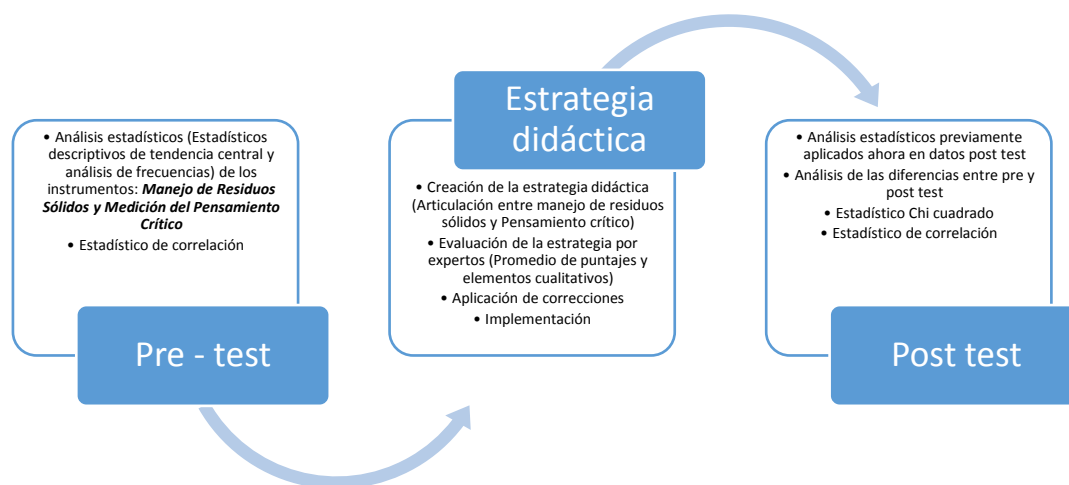 • Análisis estadísticos (Estadísticos
descriptivos de tendencia central y
análisis de frecuencias) de los
instrumentos: Manejo de Residuos
Sólidos y Medición del Pensamiento
Crítico
• Estadístico de correlación
Pre - test
Estrategia
didáctica
• Creación de la estrategia didáctica
(Articulación entre manejo de residuos
sólidos y Pensamiento crítico)
• Evaluación de la estrategia por
expertos (Promedio de puntajes y
elementos cualitativos)
• Aplicación de correcciones
• Implementación
• Análisis estadísticos previamente
aplicados ahora en datos post test
• Análisis de las diferencias entre pre y
post test
• Estadístico Chi cuadrado
• Estadístico de correlación
Post test